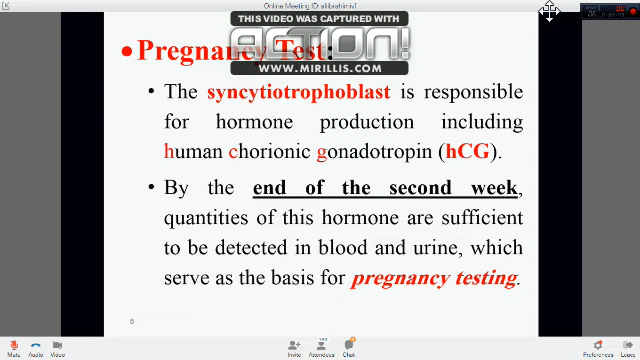 Online Meeting ID: aliibrahimivf
THIS VIDEO WAS CAPTURED WITH
ACTION!
WWW.MIRILLIS.COM
• Pregnancy Test:
• The syncytiotrophoblast is responsible
for hormone production including
human chorionic gonadotropin (hCG).
• By the end of the second week,
quantities of this hormone are sufficient
to be detected in blood and urine, which
serve as the basis for pregnancy testing.
5
Mute Audio Video Invite Attendees Chat Preferences Leave